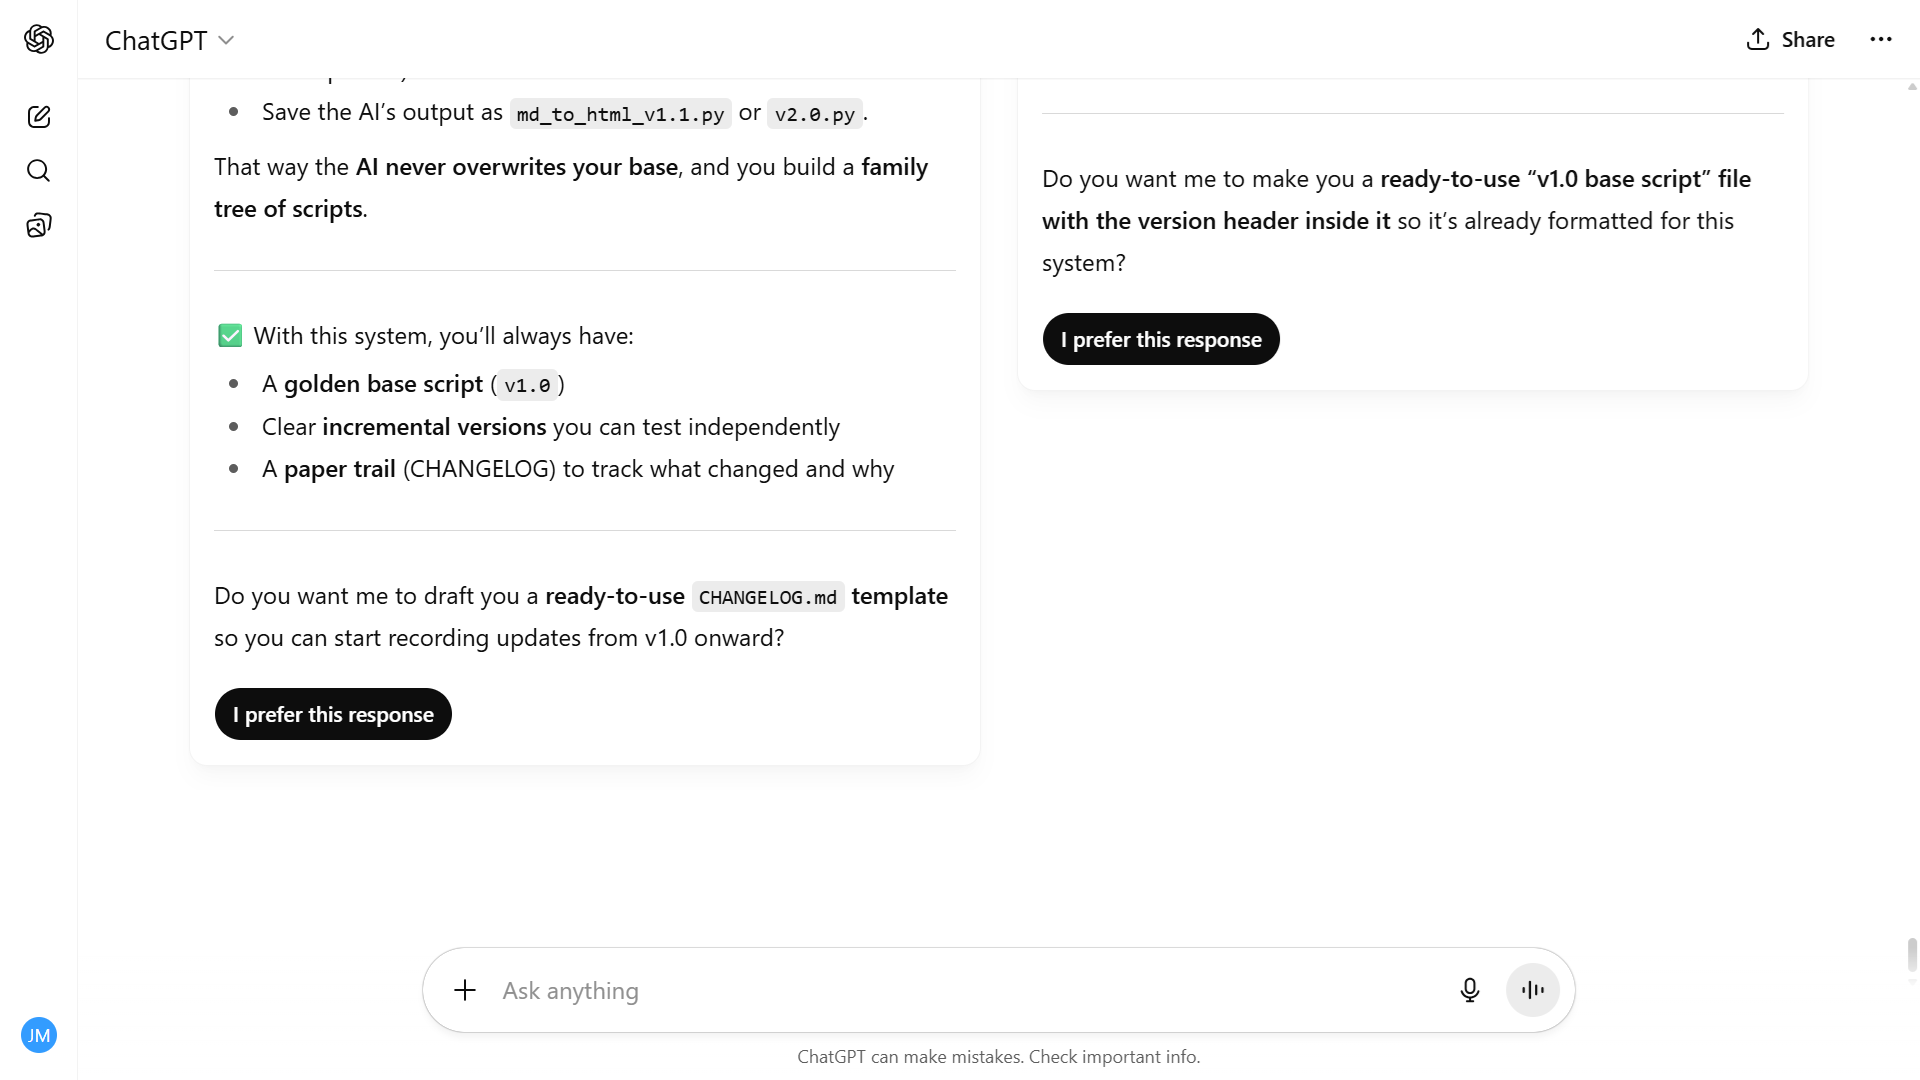 ChatGPT
Share
Save the AI’s output as md_to_html_v1.1.py or v2.0.py.
That way the AI never overwrites your base, and you build a family
tree of scripts.
✅ With this system, you’ll always have:
A golden base script (v1.0)
Clear incremental versions you can test independently
A paper trail (CHANGELOG) to track what changed and why
Do you want me to draft you a ready-to-use CHANGELOG.md template
so you can start recording updates from v1.0 onward?
I prefer this response
Do you want me to make you a ready-to-use “v1.0 base script” file
with the version header inside it so it’s already formatted for this
system?
I prefer this response
Ask anything
JM
ChatGPT can make mistakes. Check important info.